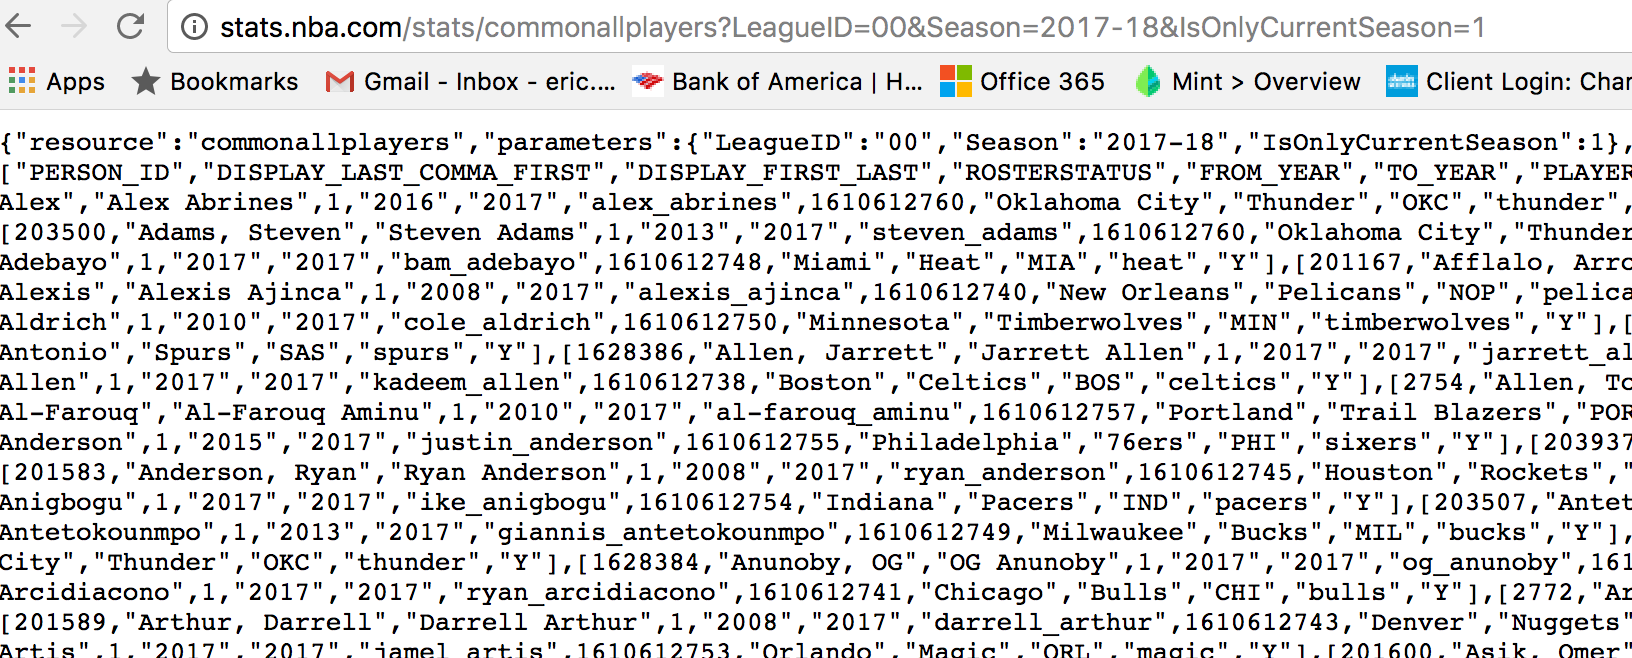 stats.nba.com/stats/commonallplayers?LeagueID=00&Season=2017-18&IsOnlyCurrentSeason=1
Apps Bookmarks Gmail - Inbox - eric.... Bank of America | H... Office 365 Mint > Overview Client Login: Char
{"resource":"commonallplayers","parameters":{"LeagueID":"00","Season":"2017-18","IsOnlyCurrentSeason":1},
["PERSON_ID","DISPLAY_LAST_COMMA_FIRST","DISPLAY_FIRST_LAST","ROSTERSTATUS","FROM_YEAR","TO_YEAR","PLAYER
Alex","Alex Abrines",1,"2016","2017","alex_abrines",1610612760,"Oklahoma City","Thunder","OKC","thunder",
[203500,"Adams, Steven","Steven Adams",1,"2013","2017","steven_adams",1610612760,"Oklahoma City","Thunder
Adebayo",1,"2017","2017","bam_adebayo",1610612748,"Miami","Heat","MIA","heat","Y"],[201167,"Afflalo, Arro
Alexis","Alexis Ajinca",1,"2008","2017","alexis_ajinca",1610612740,"New Orleans","Pelicans","NOP","pelica
Aldrich",1,"2010","2017","cole_aldrich",1610612750,"Minnesota","Timberwolves","MIN","timberwolves","Y"],[
Antonio","Spurs","SAS","spurs","Y"],[1628386,"Allen, Jarrett","Jarrett Allen",1,"2017","2017","jarrett_al
Allen",1,"2017","2017","kadeem_allen",1610612738,"Boston","Celtics","BOS","celtics","Y"],[2754,"Allen, To
Al-Farouq","Al-Farouq Aminu",1,"2010","2017","al-farouq_aminu",1610612757,"Portland","Trail Blazers","POR
Anderson",1,"2015","2017","justin_anderson",1610612755,"Philadelphia","76ers","PHI","sixers","Y"],[203937
[201583,"Anderson, Ryan","Ryan Anderson",1,"2008","2017","ryan_anderson",1610612745,"Houston","Rockets","
Anigbogu",1,"2017","2017","ike_anigbogu",1610612754,"Indiana","Pacers","IND","pacers","Y"],[203507,"Antet
Antetokounmpo",1,"2013","2017","giannis_antetokounmpo",1610612749,"Milwaukee","Bucks","MIL","bucks","Y"],
City","Thunder","OKC","thunder","Y"],[1628384,"Anunoby, OG","OG Anunoby",1,"2017","2017","og_anunoby",161
Arcidiacono",1,"2017","2017","ryan_arcidiacono",1610612741,"Chicago","Bulls","CHI","bulls","Y"],[2772,"Ar
[201589,"Arthur, Darrell","Darrell Arthur",1,"2008","2017","darrell_arthur",1610612743,"Denver","Nuggets"
Artis",1,"2017","2017","jamel_artis",1610612753,"Orlando","Magic","ORL","magic","Y"],[201600,"Asik, Omer"